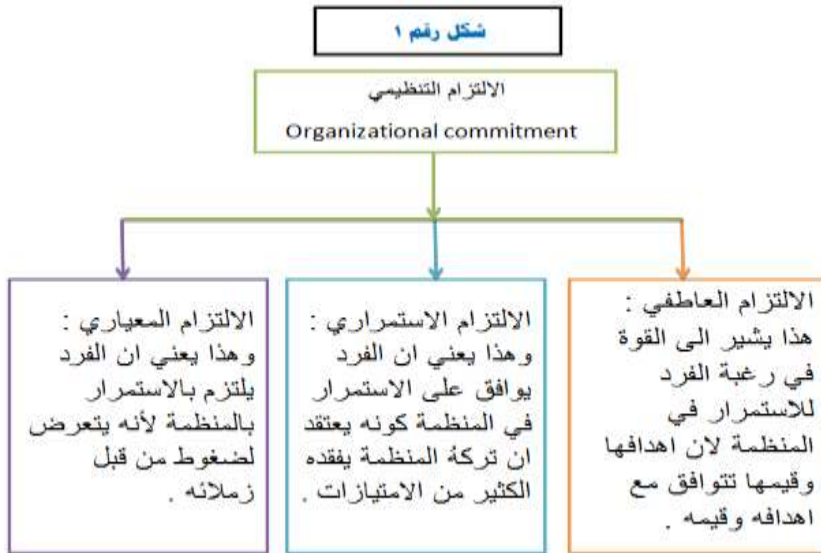 شكل رقم ١
الالتزام التنظيمي
Organizational commitment
الالتزام العاطفي :
هذا يشير الى القوة
في رغبة الفرد
للاستمرار في
المنظمة لان اهدافها
وقيمها تتوافق مع
اهدافه وقيمه .
الالتزام الاستمراري :
وهذا يعني ان الفرد
يوافق على الاستمرار
في المنظمة كونه يعتقد
ان تركهُ المنظمة يفقده
الكثير من الامتيازات .
الالتزام المعياري :
وهذا يعني ان الفرد
يلتزم بالاستمرار
بالمنظمة لأنه يتعرض
لضغوط من قبل
زملائه .